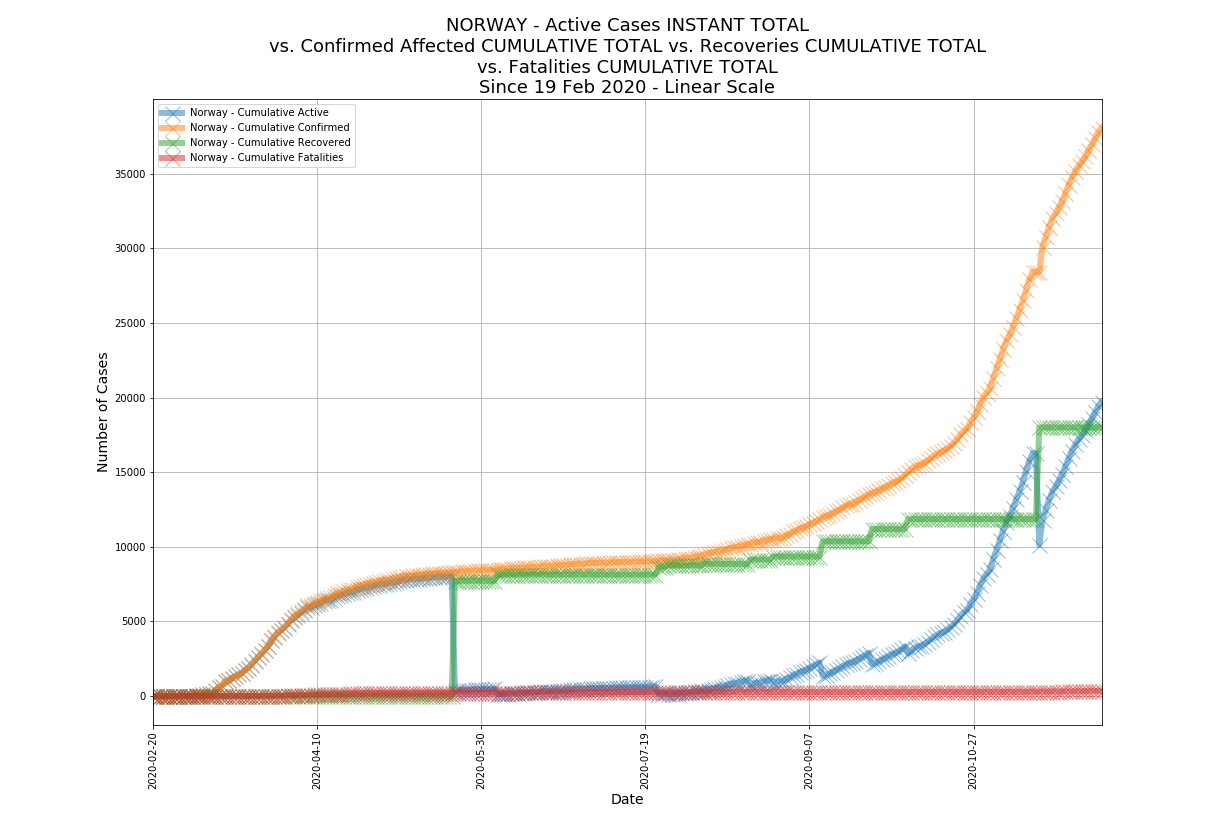 NORWAY - Active Cases INSTANT TOTAL
vs. Confirmed Affected CUMULATIVE TOTAL vs. Recoveries CUMULATIVE TOTAL
vs. Fatalities CUMULATIVE TOTAL
Since 19 Feb 2020 - Linear Scale
Norway - Cumulative Active
Norway - Cumulative Confirmed
Norway - Cumulative Recovered
Norway - Cumulative Fatalities
Number of Cases
35000
30000
25000
20000
15000
10000
5000
0
2020-02-20
2020-04-10
2020-05-30
2020-07-19
2020-09-07
2020-10-27
Date